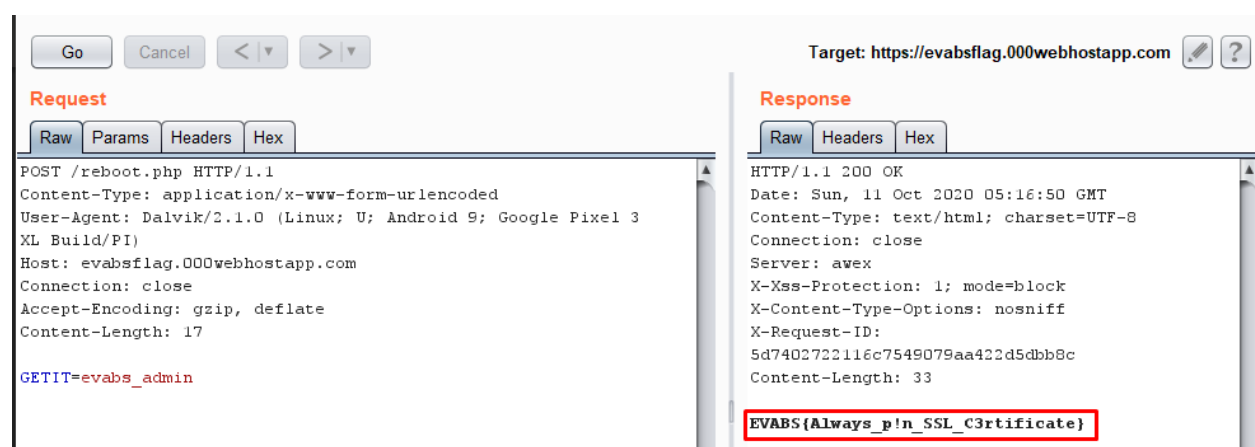 Go Cancel < > Target: https://evabsflag.000webhostapp.com ?
Request
Raw Params Headers Hex
POST /reboot.php HTTP/1.1
Content-Type: application/x-www-form-urlencoded
User-Agent: Dalvik/2.1.0 (Linux; U; Android 9; Google Pixel 3
XL Build/PI)
Host: evabsflag.000webhostapp.com
Connection: close
Accept-Encoding: gzip, deflate
Content-Length: 17
GETIT=evabs_admin
Response
Raw Headers Hex
HTTP/1.1 200 OK
Date: Sun, 11 Oct 2020 05:16:50 GMT
Content-Type: text/html; charset=UTF-8
Connection: close
Server: awex
X-Xss-Protection: 1; mode=block
X-Content-Type-Options: nosniff
X-Request-ID:
5d7402722116c7549079aa422d5dbb8c
Content-Length: 33
EVABS{Always_p!n_SSL_C3rtificate}